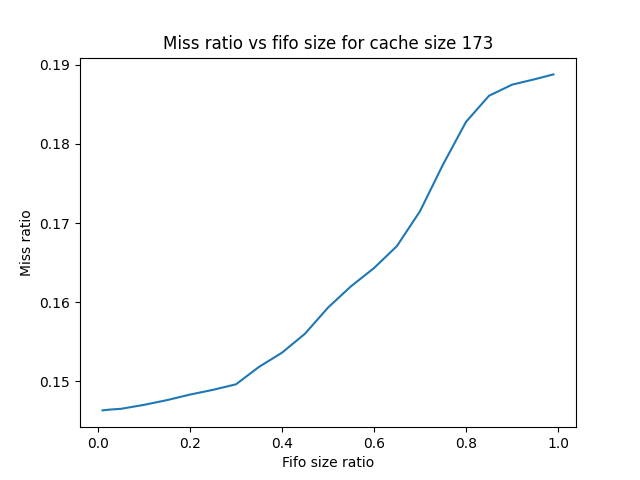 Miss ratio vs fifo size for cache size 173
0.19
0.18
0.17
0.16
0.15
Miss ratio
0.0 0.2 0.4 0.6 0.8 1.0
Fifo size ratio